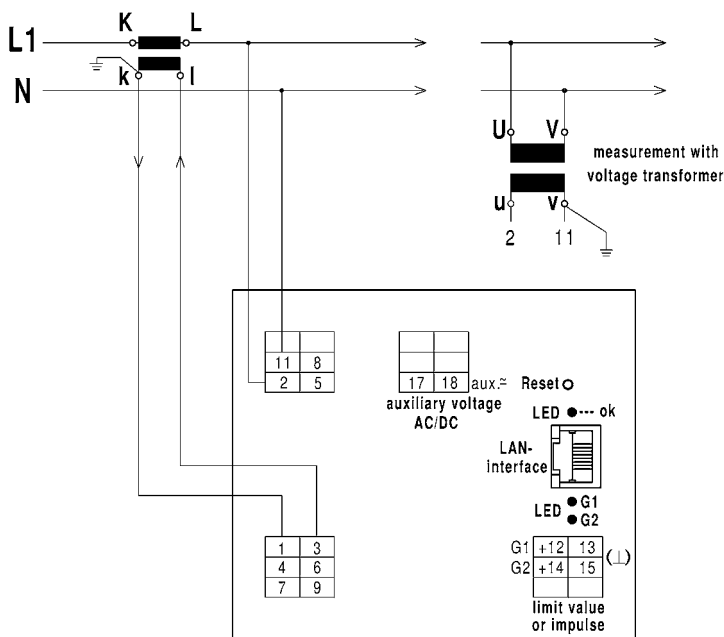 K L
L1
k l
N
U V
measurement with
voltage transformer
u v
2 11
11 8
2 5
17 18 aux.≂
auxiliary voltage
AC/DC
Reset
LED --- ok
LAN-
interface
LED G1
G2
1 3
4 6
7 9
G1 +12 13 (⊥)
G2 +14 15
limit value
or impulse